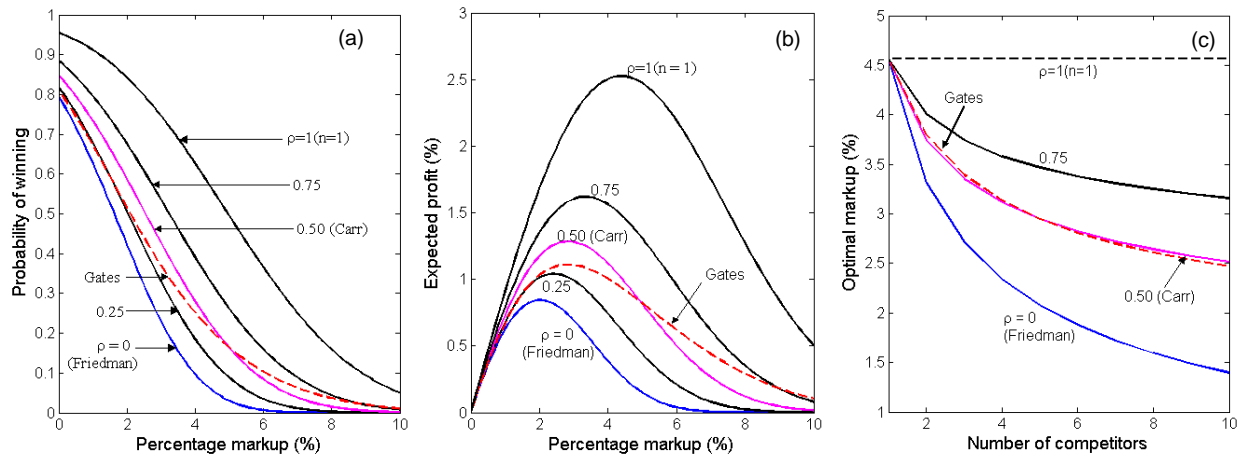 (a)
1
0.9
0.8
0.7
0.6
0.5
0.4
0.3
0.2
0.1
0
Probability of winning
ρ=1(n=1)
0.75
0.50 (Carr)
Gates
0.25
ρ = 0
(Friedman)
0 2 4 6 8 10
Percentage markup (%)
(b)
3
2.5
2
1.5
1
0.5
0
Expected profit (%)
ρ=1(n = 1)
0.75
0.50 (Carr)
Gates
0.25
ρ = 0
(Friedman)
0 2 4 6 8 10
Percentage markup (%)
(c)
5
4.5
4
3.5
3
2.5
2
1.5
1
Optimal markup (%)
ρ=1(n=1)
Gates
0.75
0.50 (Carr)
ρ = 0
(Friedman)
2 4 6 8 10
Number of competitors